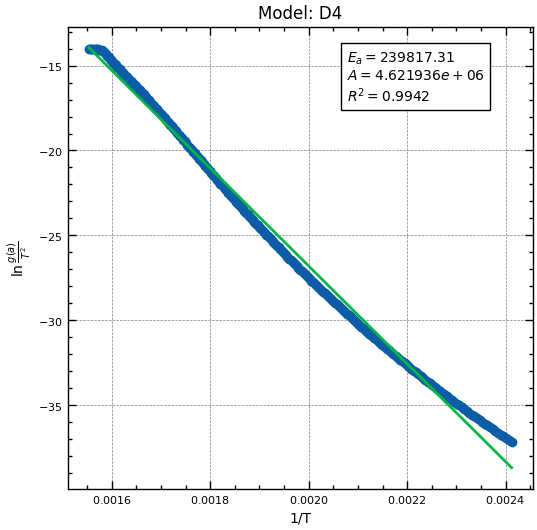 Model: D4
E_a = 239817.31
A = 4.621936e + 06
R² = 0.9942
−15
−20
−25
−30
−35
ln g(a)/T²
0.0016 0.0018 0.0020 0.0022 0.0024
1/T